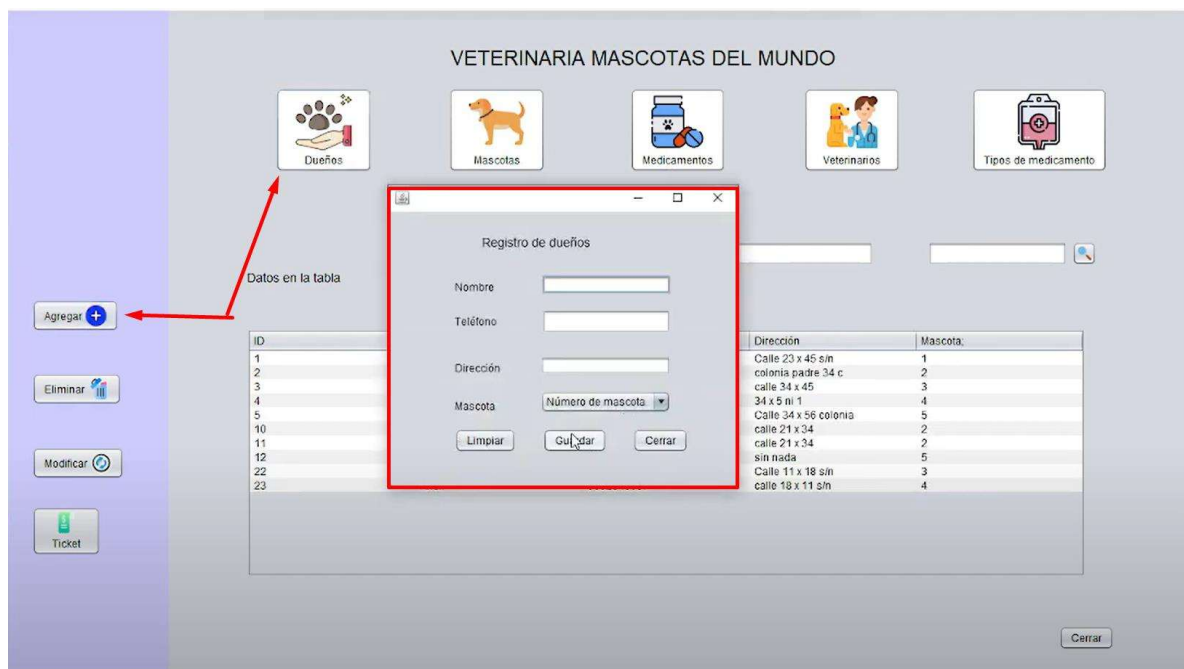 VETERINARIA MASCOTAS DEL MUNDO
Dueños
Mascotas
Medicamentos
Veterinarios
Tipos de medicamento
Registro de dueños
Nombre
Teléfono
Dirección
Mascota
Número de mascota
Limpiar
Cerrar
Datos en la tabla
Agregar
Eliminar
Modificar
Ticket
ID Dirección Mascota;
1 Calle 23 x 45 s/n 1
2 colonia padre 34 c 2
3 calle 34 x 45 3
4 34 x 5 ni 1 4
5 Calle 34 x 56 colonia 5
10 calle 21 x 34 2
11 calle 21 x 34 2
12 sin nada 5
22 Calle 11 x 18 s/n 3
23 calle 18 x 11 s/n 4
Cerrar